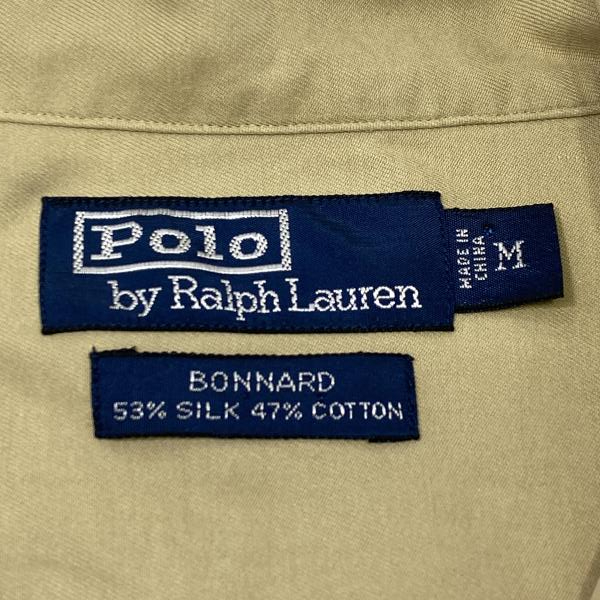 Polo
by Ralph Lauren
MADE IN
CHINA
M
BONNARD
53% SILK 47% COTTON